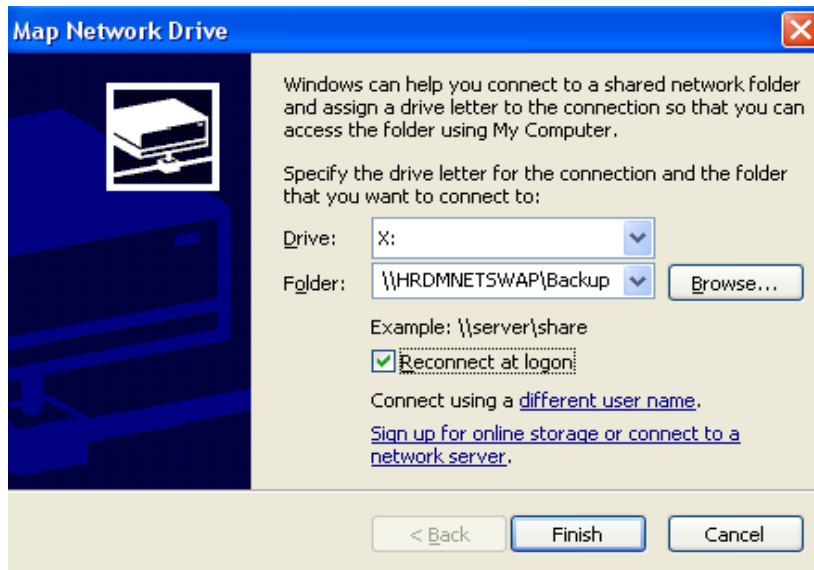 Map Network Drive
Windows can help you connect to a shared network folder
and assign a drive letter to the connection so that you can
access the folder using My Computer.
Specify the drive letter for the connection and the folder
that you want to connect to:
Drive: X:
Folder: \\HRDMNETSWAP\Backup Browse...
Example: \\server\share
Reconnect at logon
Connect using a different user name.
Sign up for online storage or connect to a
network server.
< Back Finish Cancel